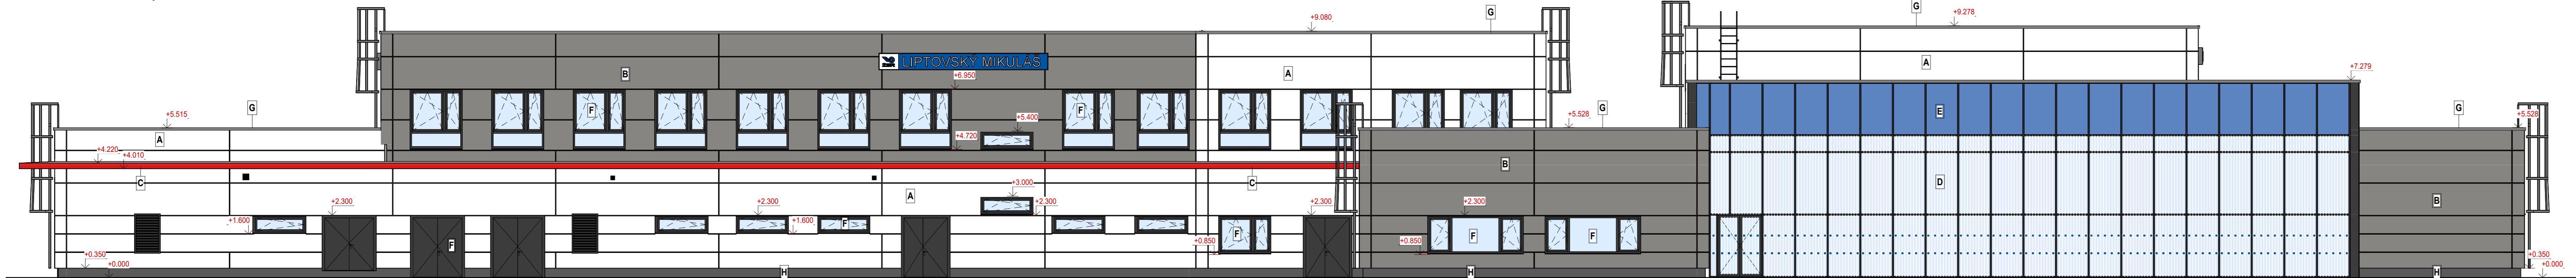 G
+9.278
G
+9.080
G
LIPTOVSKÝ MIKULÁŠ
A
B
A
+7.279
+6.950
F
F
E
G
+5.515
+5.400
+5.528
G
G
+5.528
A
+4.720
+4.220
+4.010
B
C
C
D
A
+3.000
B
+2.300
+2.300
+2.300
+2.300
+2.300
+1.600
+1.600
F
F
F
F
F
+0.850
+0.850
+0.350
+0.000
H
H
+0.350
+0.000
H